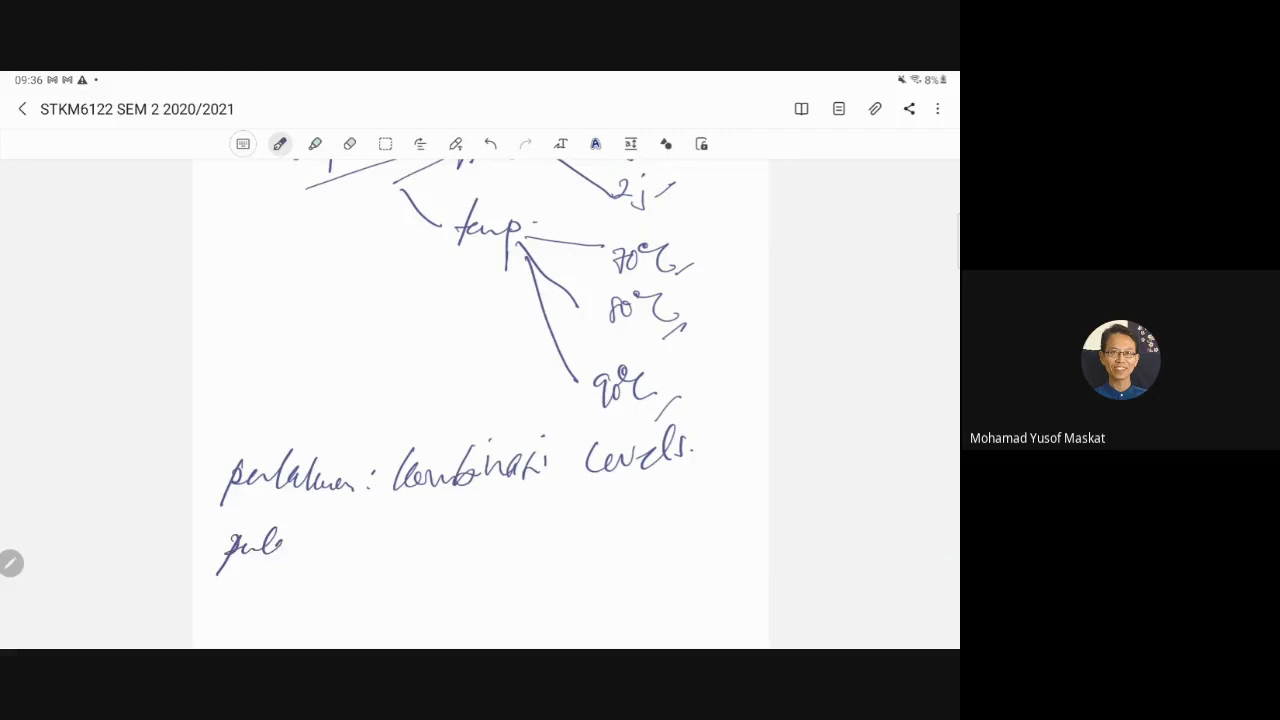 09:36
8%
STKM6122 SEM 2 2020/2021
2j
temp.
70°C
80°C
90°C
perlakuan: kombinasi levels.
Mohamad Yusof Maskat